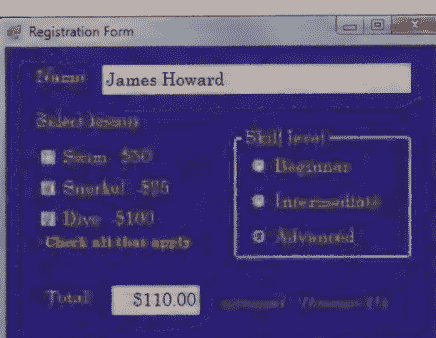 Registration Form
Name James Howard
Select lesson
Swim $50
Snorkel
Dive $100
Check all that apply
Skill level
Beginner
Intermediate
Advanced
Total $110.00